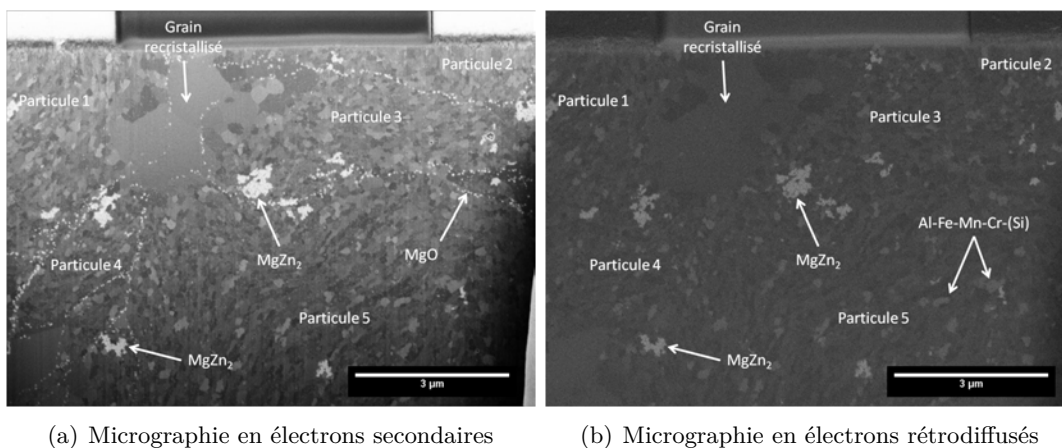 Grain
recristallisé
Particule 1
Particule 2
Particule 3
MgZn₂
MgO
Particule 4
Particule 5
MgZn₂
3 µm
Grain
recristallisé
Particule 1
Particule 2
Particule 3
MgZn₂
Al-Fe-Mn-Cr-(Si)
Particule 4
Particule 5
MgZn₂
3 µm
(a) Micrographie en électrons secondaires
(b) Micrographie en électrons rétrodiffusés